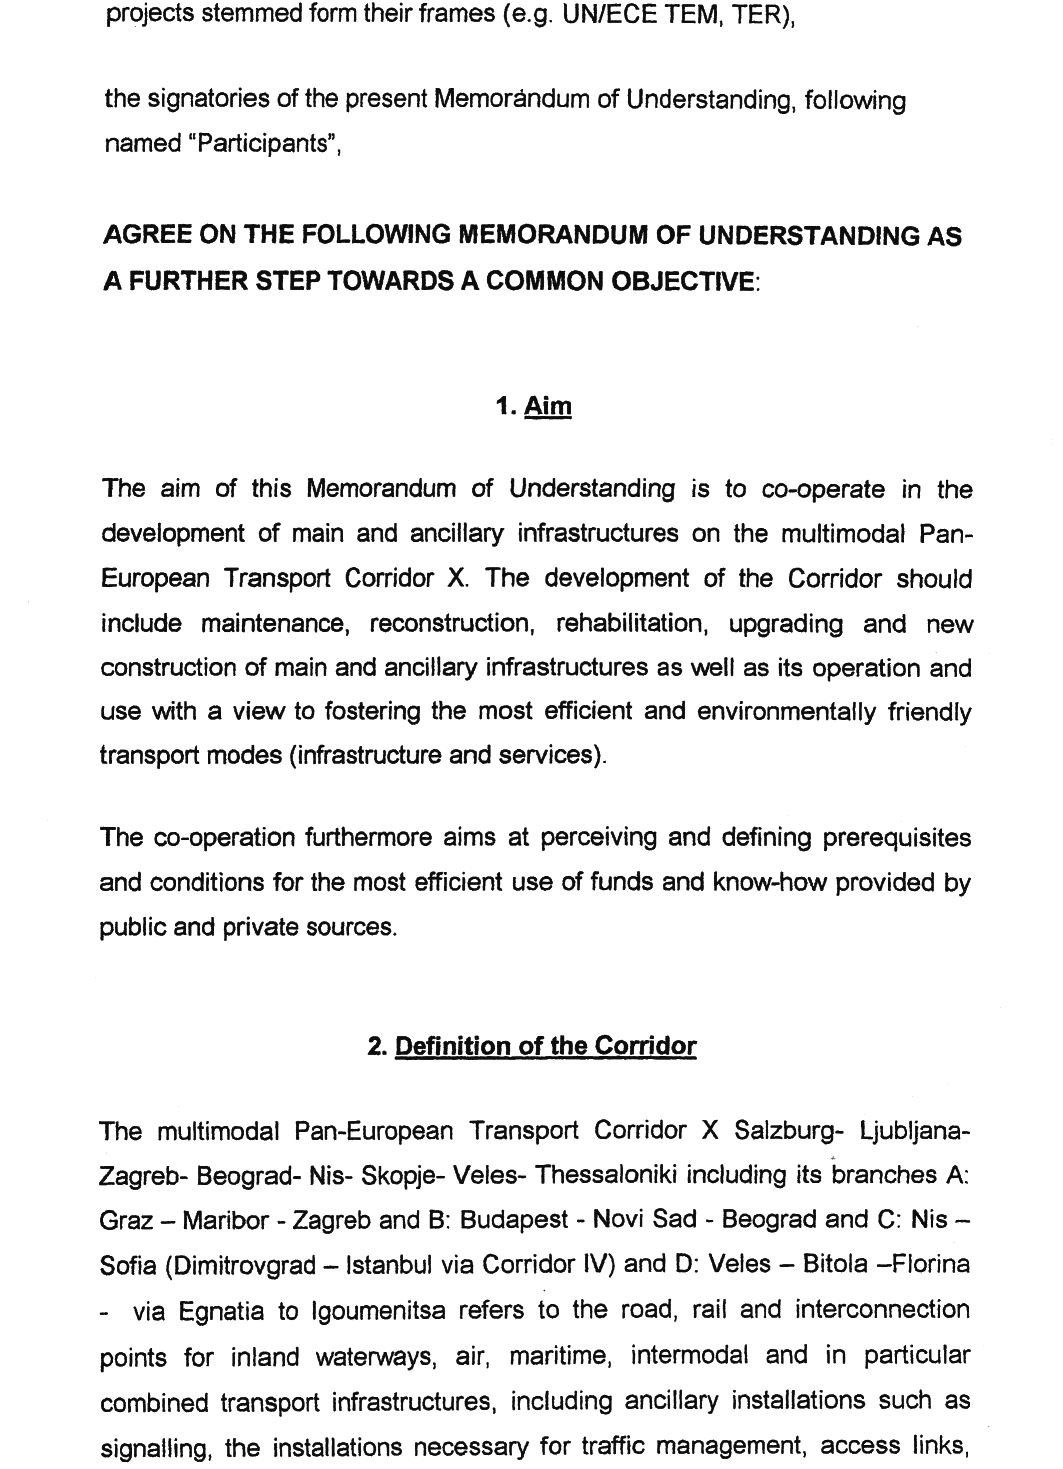 projects stemmed form their frames (e.g. UN/ECE TEM, TER),
the signatories of the present Memorandum of Understanding, following
named “Participants”,
AGREE ON THE FOLLOWING MEMORANDUM OF UNDERSTANDING AS
A FURTHER STEP TOWARDS A COMMON OBJECTIVE:
1. Aim
The aim of this Memorandum of Understanding is to co-operate in the
development of main and ancillary infrastructures on the multimodal Pan-
European Transport Corridor X. The development of the Corridor should
include maintenance, reconstruction, rehabilitation, upgrading and new
construction of main and ancillary infrastructures as well as its operation and
use with a view to fostering the most efficient and environmentally friendly
transport modes (infrastructure and services).
The co-operation furthermore aims at perceiving and defining prerequisites
and conditions for the most efficient use of funds and know-how provided by
public and private sources.
2. Definition of the Corridor
The multimodal Pan-European Transport Corridor X Salzburg- Ljubljana-
Zagreb- Beograd- Nis- Skopje- Veles- Thessaloniki including its branches A:
Graz – Maribor - Zagreb and B: Budapest - Novi Sad - Beograd and C: Nis –
Sofia (Dimitrovgrad – Istanbul via Corridor IV) and D: Veles – Bitola –Florina
- via Egnatia to Igoumenitsa refers to the road, rail and interconnection
points for inland waterways, air, maritime, intermodal and in particular
combined transport infrastructures, including ancillary installations such as
signalling, the installations necessary for traffic management, access links,